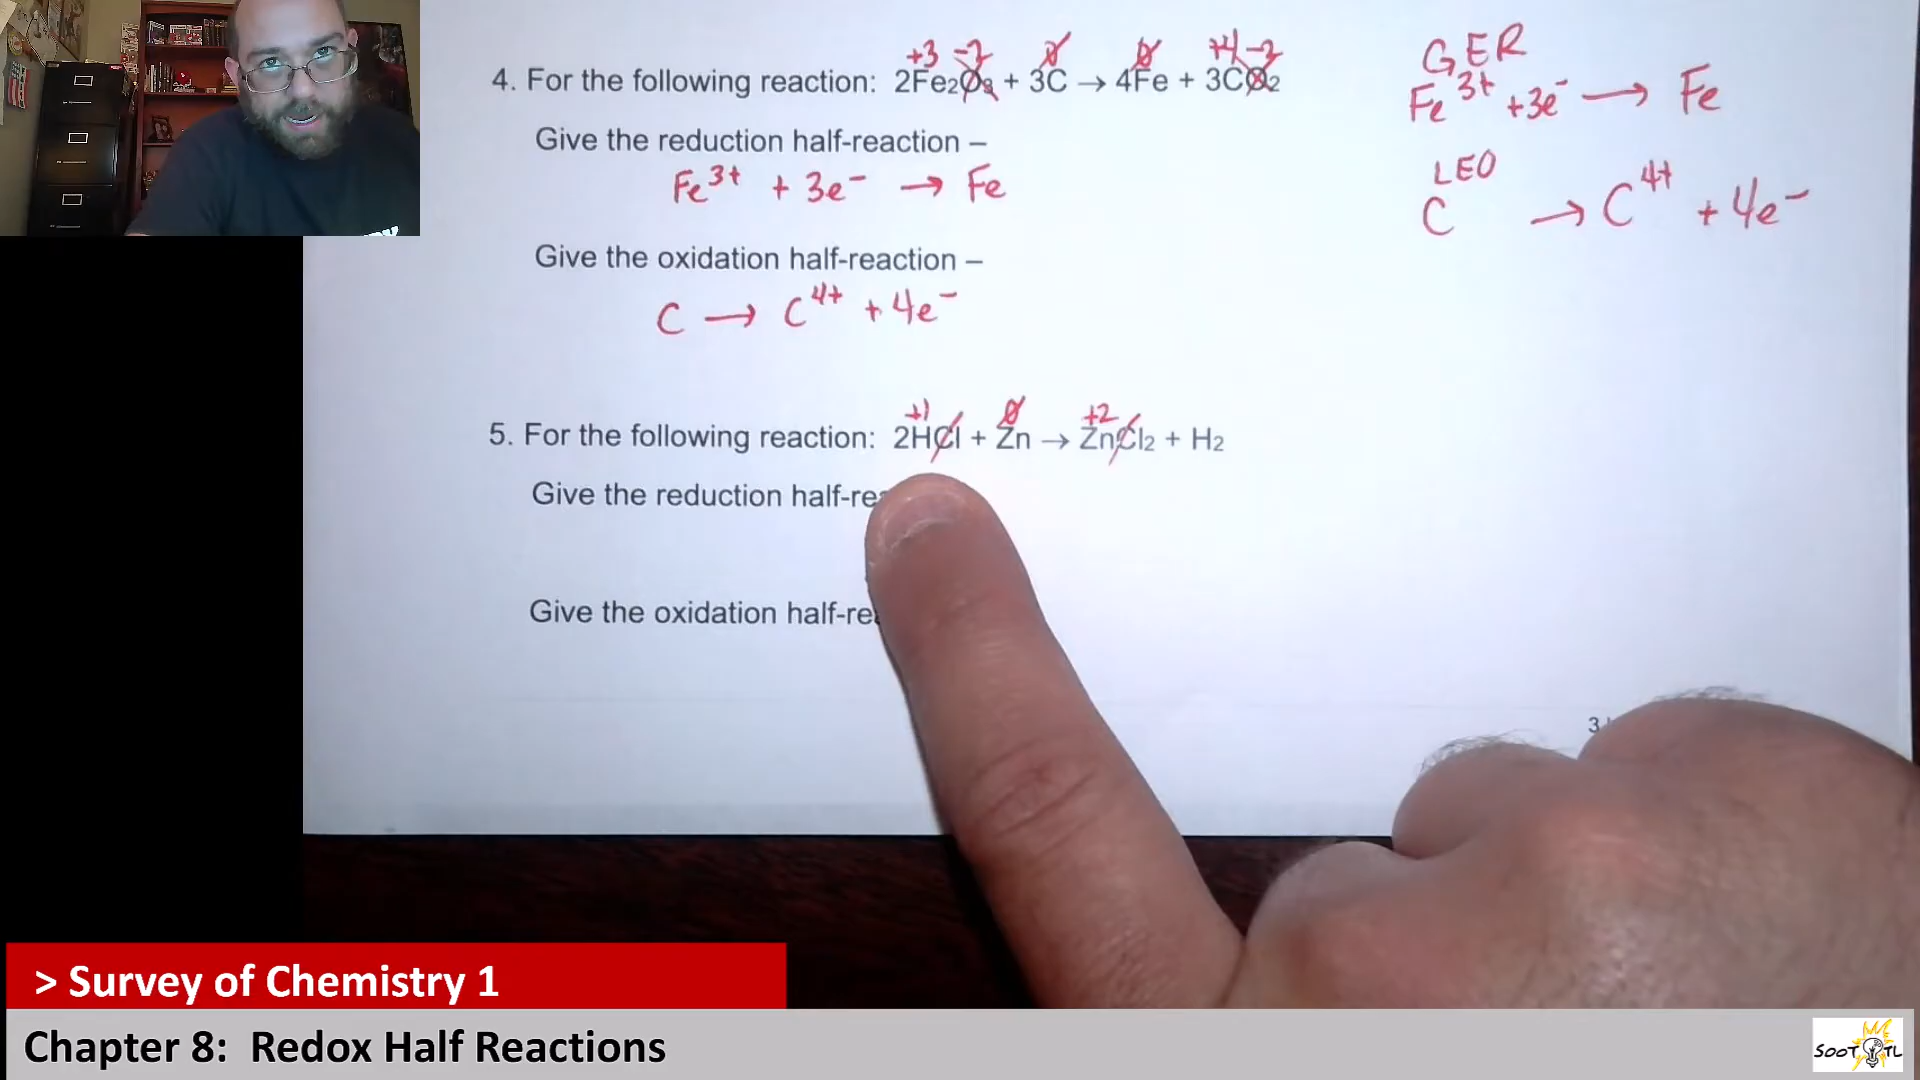 +3 -2 0 0 +4 -2
4. For the following reaction: 2Fe2O3 + 3C → 4Fe + 3CO2
Give the reduction half-reaction –
Fe3+ + 3e- → Fe
Give the oxidation half-reaction –
C → C4+ + 4e-
GER
Fe3+ +3e- → Fe
LEO
C → C4+ + 4e-
+1 0 +2
5. For the following reaction: 2HCl + Zn → ZnCl2 + H2
Give the reduction half-re
Give the oxidation half-re
3
> Survey of Chemistry 1
Chapter 8: Redox Half Reactions
SOOT TL